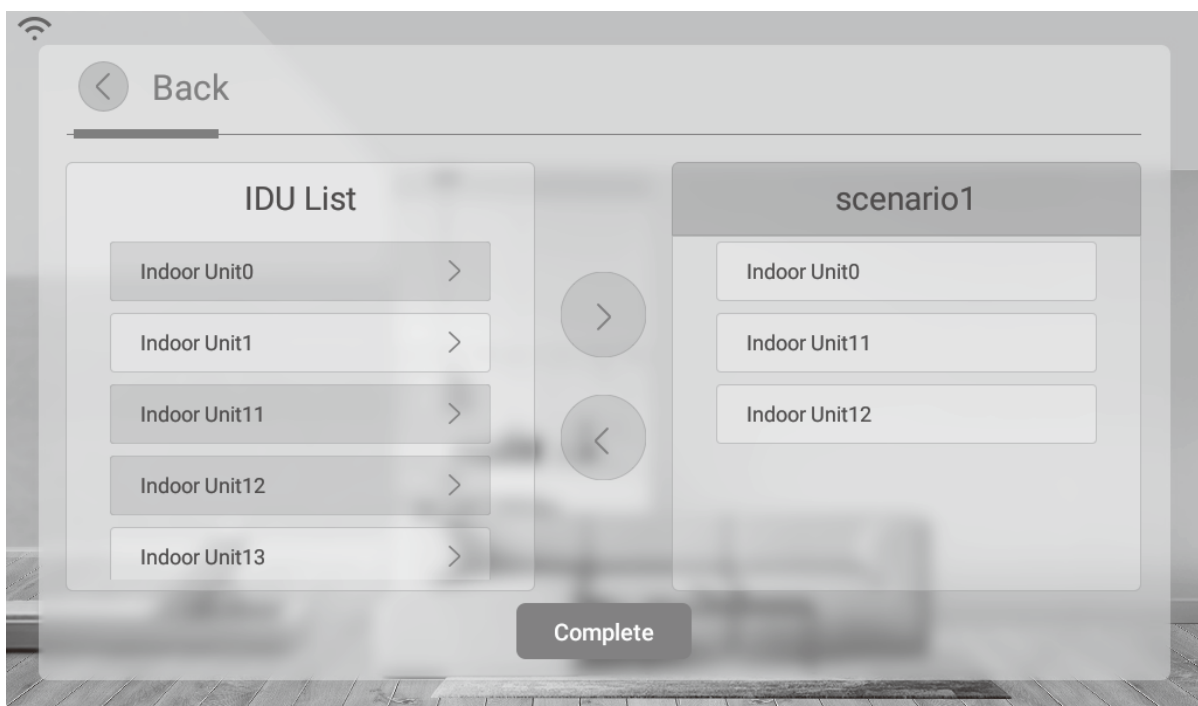 Back
IDU List
Indoor Unit0
Indoor Unit1
Indoor Unit11
Indoor Unit12
Indoor Unit13
scenario1
Indoor Unit0
Indoor Unit11
Indoor Unit12
Complete